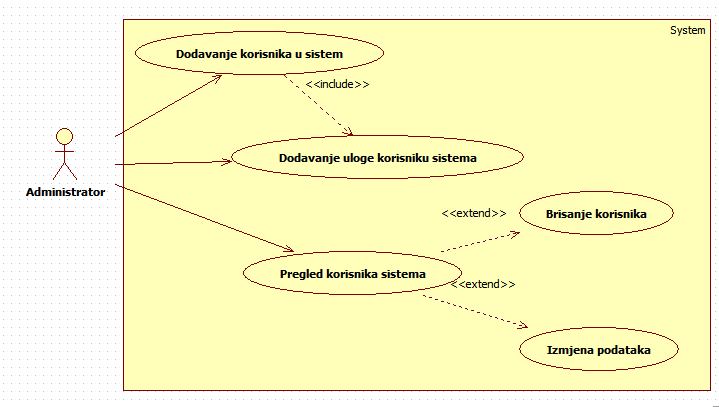 System
Dodavanje korisnika u sistem
<<include>>
Dodavanje uloge korisniku sistema
Administrator
<<extend>>
Brisanje korisnika
Pregled korisnika sistema
<<extend>>
Izmjena podataka